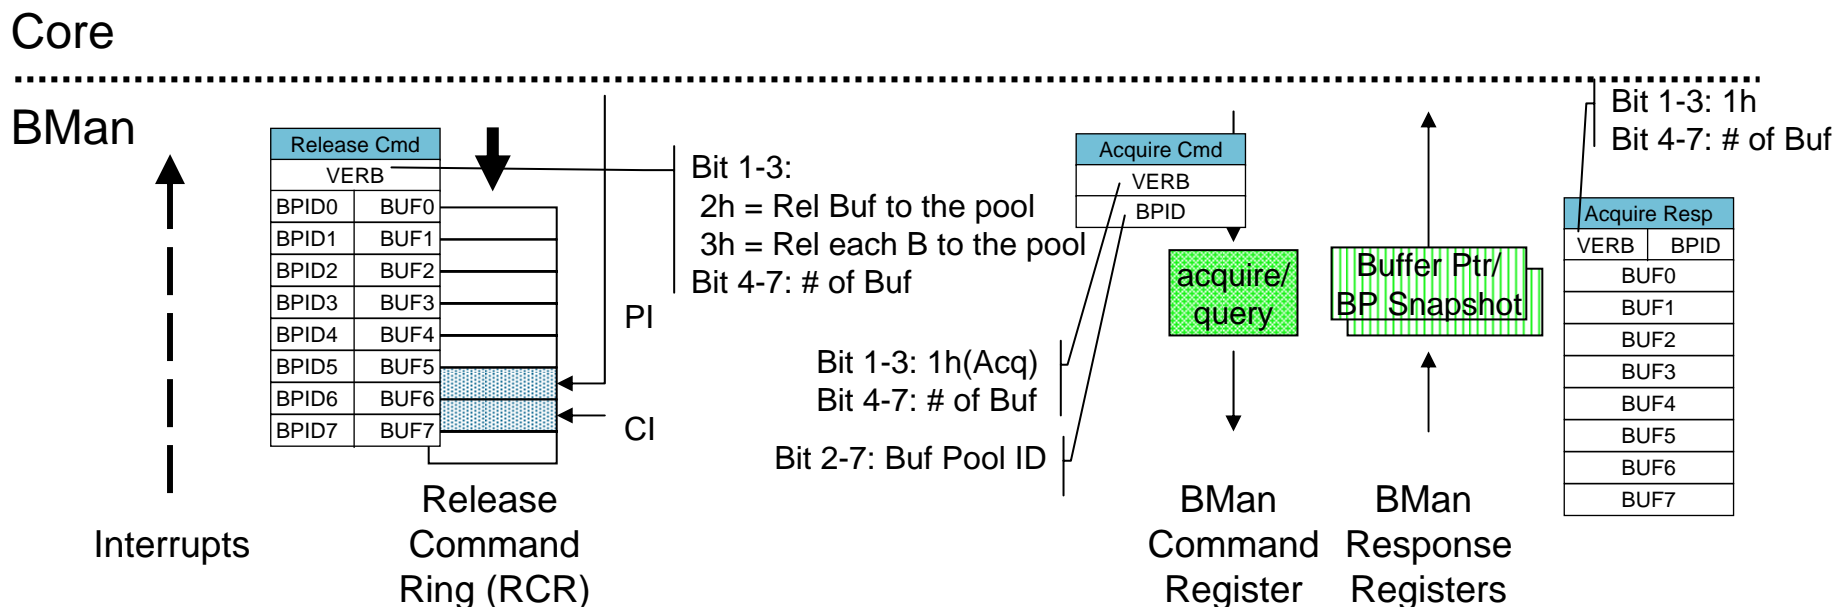 Core
BMan
Release Cmd
VERB
BPID0 BUF0
BPID1 BUF1
BPID2 BUF2
BPID3 BUF3
BPID4 BUF4
BPID5 BUF5
BPID6 BUF6
BPID7 BUF7
Bit 1-3:
2h = Rel Buf to the pool
3h = Rel each B to the pool
Bit 4-7: # of Buf
PI
CI
Acquire Cmd
VERB
BPID
Bit 1-3: 1h(Acq)
Bit 4-7: # of Buf
Bit 2-7: Buf Pool ID
acquire/
query
Buffer Ptr/
BP Snapshot
Bit 1-3: 1h
Bit 4-7: # of Buf
Acquire Resp
VERB BPID
BUF0
BUF1
BUF2
BUF3
BUF4
BUF5
BUF6
BUF7
Interrupts
Release
Command
Ring (RCR)
BMan
Command
Register
BMan
Response
Registers